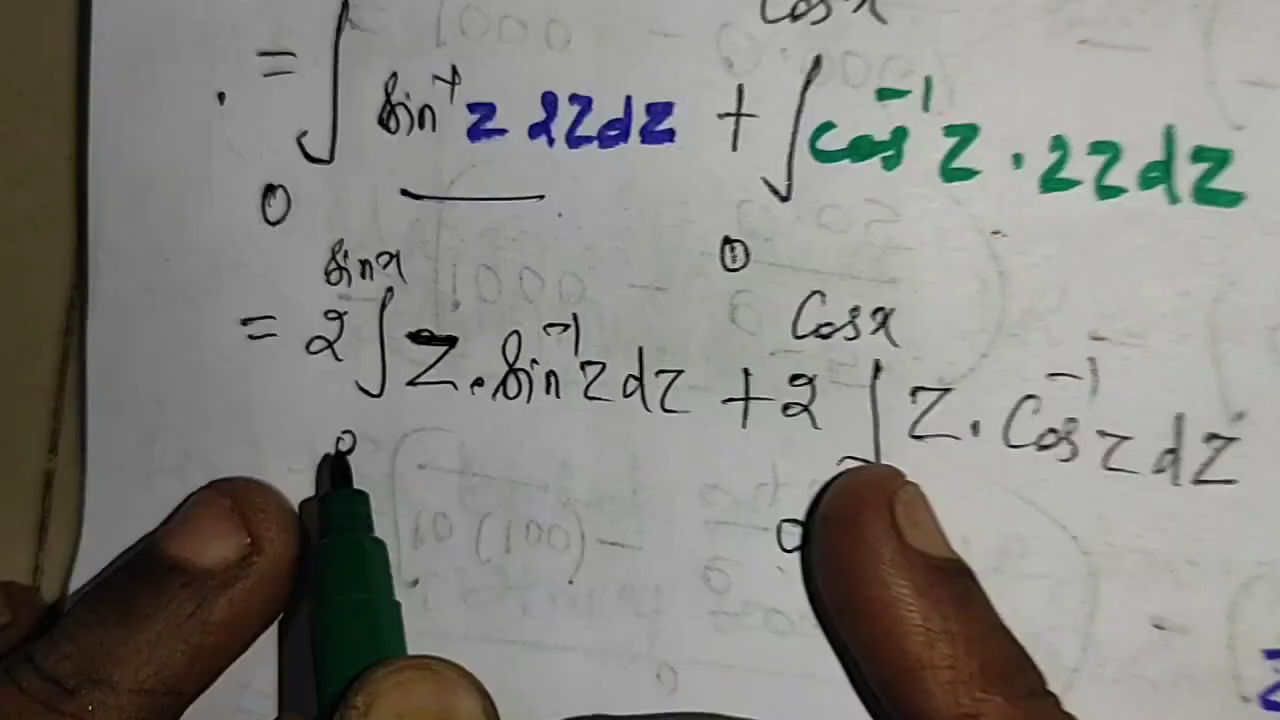 cos x
= ∫ sin⁻¹ z 2z dz + ∫ cos⁻¹ z . 2z dz
0 0
sin x cos x
= 2 ∫ z . sin⁻¹ z dz + 2 ∫ z . cos⁻¹ z dz
0 0